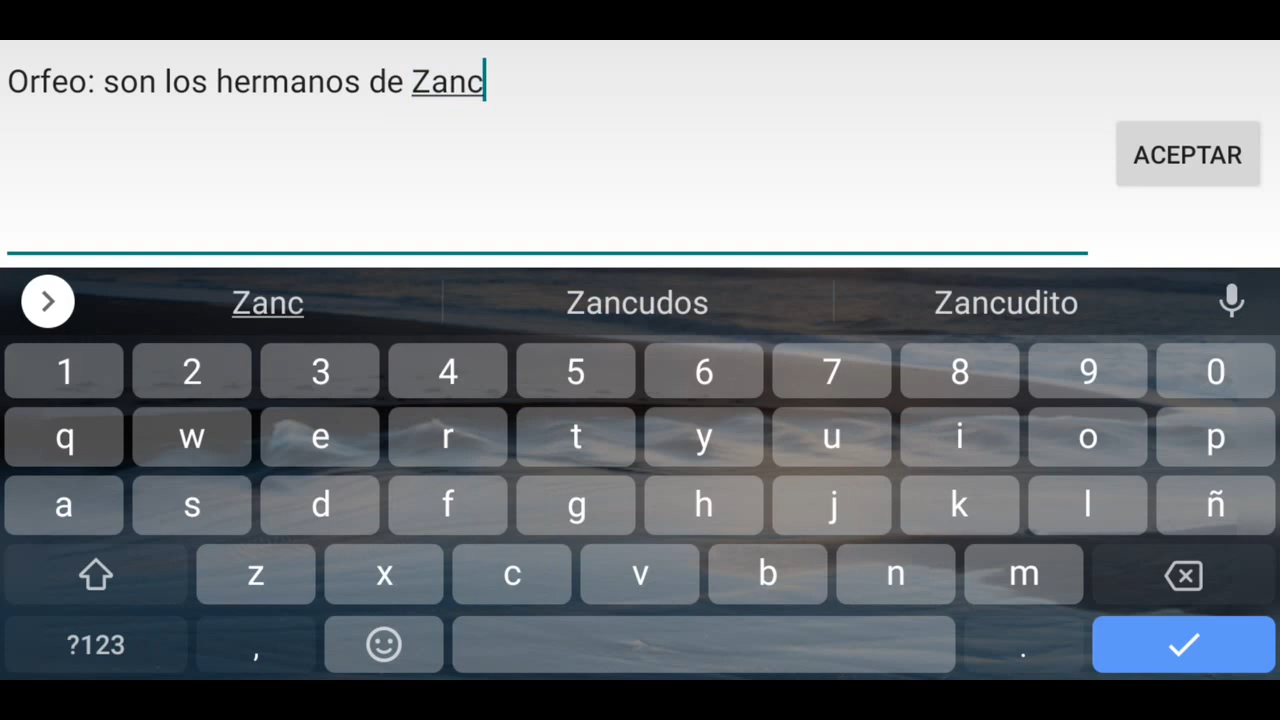 Orfeo: son los hermanos de Zanc
ACEPTAR
Zanc Zancudos Zancudito
1 2 3 4 5 6 7 8 9 0
q w e r t y u i o p
a s d f g h j k l ñ
z x c v b n m
?123 , .